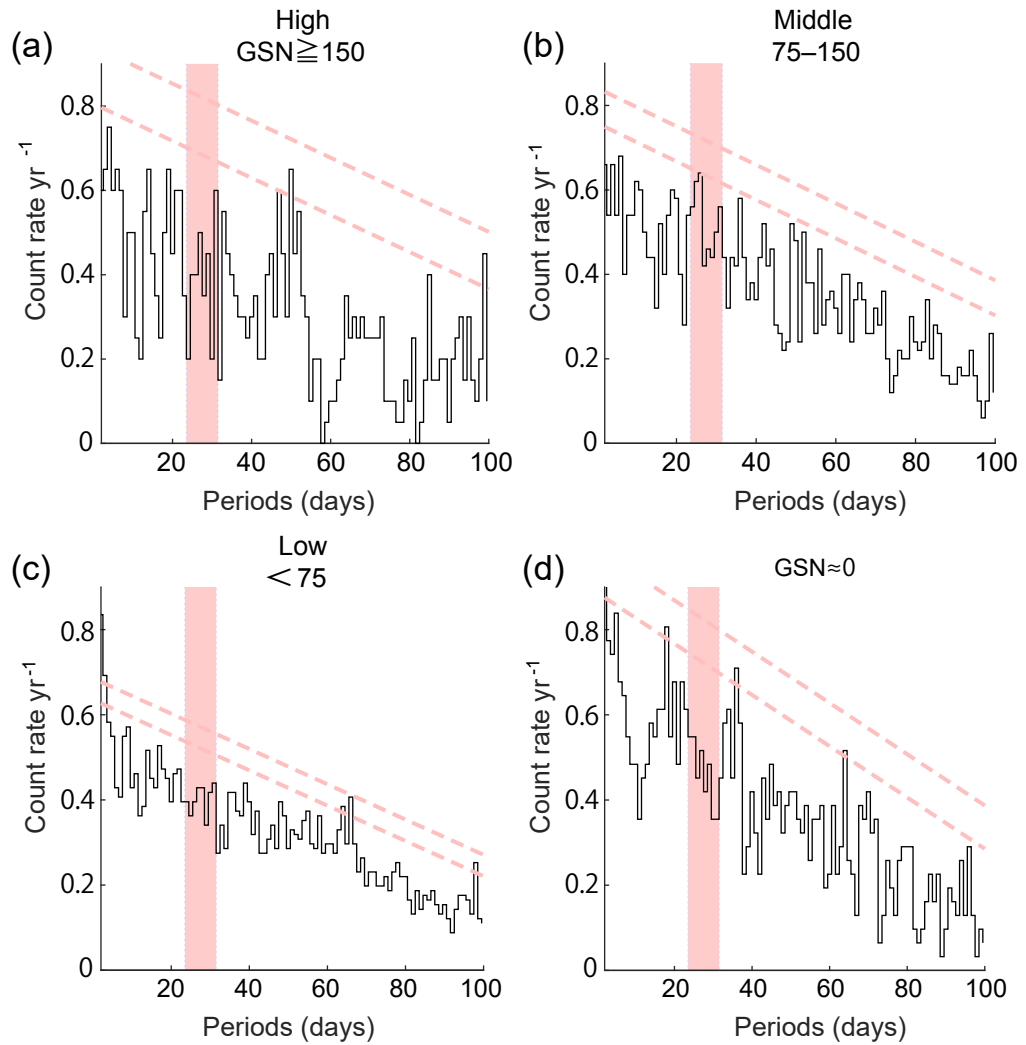 (a)
High
GSN≧150
0.8
0.6
0.4
0.2
0
Count rate yr -1
20
40
60
80
100
Periods (days)
(b)
Middle
75–150
0.8
0.6
0.4
0.2
0
Count rate yr -1
20
40
60
80
100
Periods (days)
(c)
Low
＜75
0.8
0.6
0.4
0.2
0
Count rate yr -1
20
40
60
80
100
Periods (days)
(d)
GSN≈0
0.8
0.6
0.4
0.2
0
Count rate yr -1
20
40
60
80
100
Periods (days)